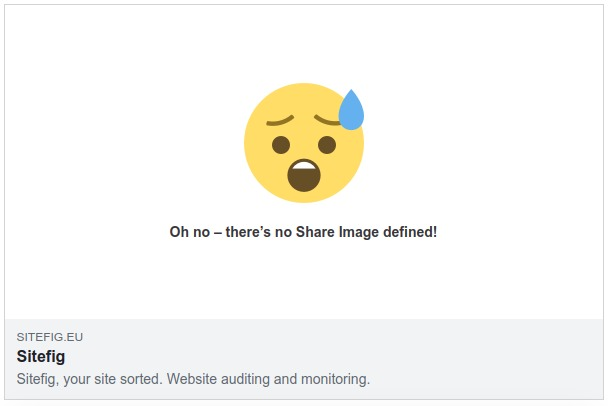 Oh no – there’s no Share Image defined!
SITEFIG.EU
Sitefig
Sitefig, your site sorted. Website auditing and monitoring.